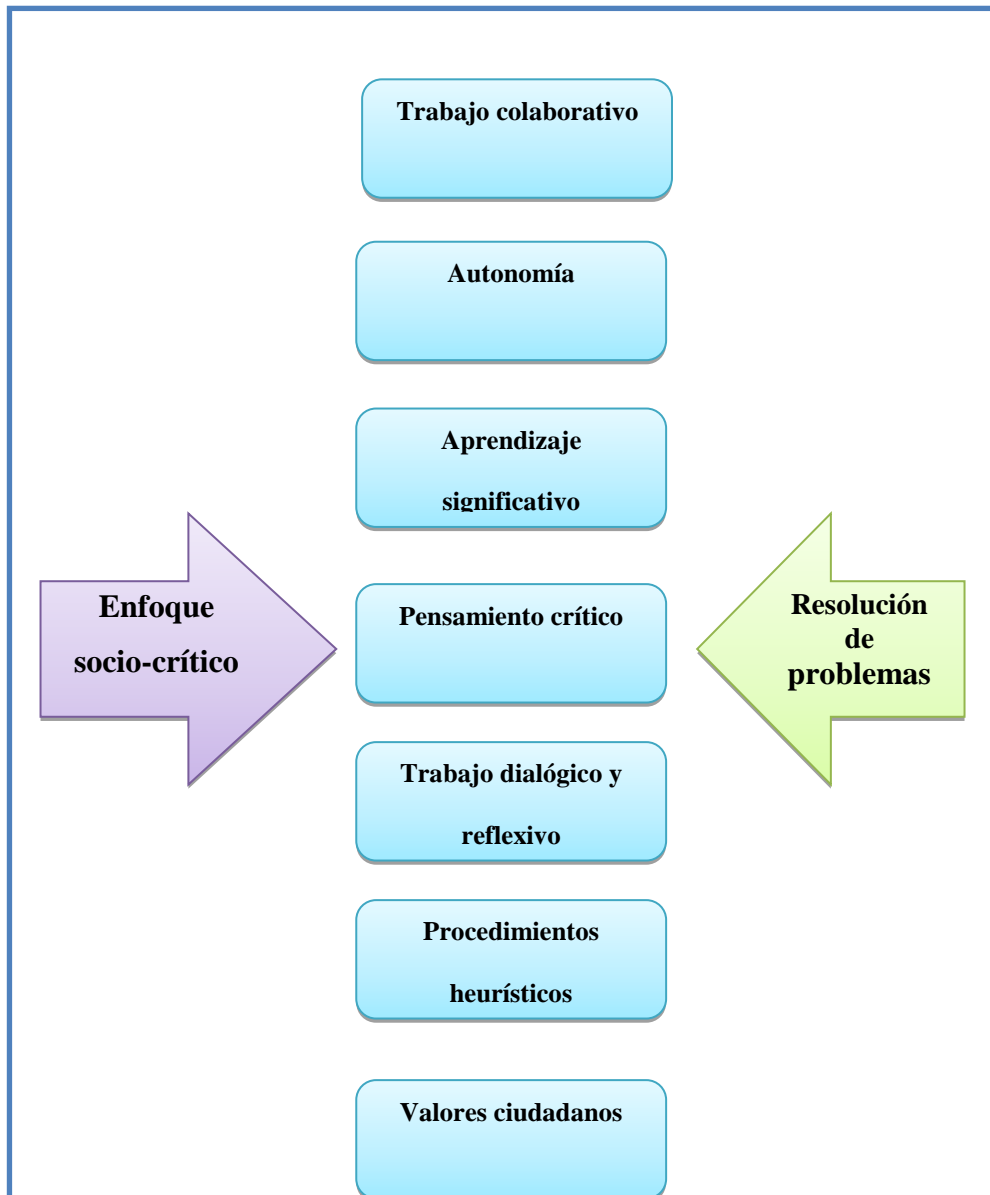 Trabajo colaborativo
Autonomía
Aprendizaje
significativo
Enfoque
socio-crítico
Pensamiento crítico
Resolución
de
problemas
Trabajo dialógico y
reflexivo
Procedimientos
heurísticos
Valores ciudadanos